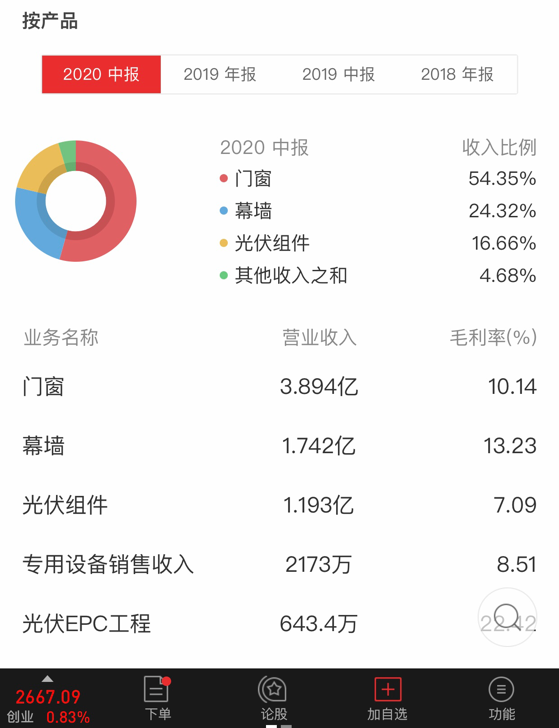 按产品
2020 中报 2019 年报 2019 中报 2018 年报
2020 中报 收入比例
门窗 54.35%
幕墙 24.32%
光伏组件 16.66%
其他收入之和 4.68%
业务名称 营业收入 毛利率(%)
门窗 3.894亿 10.14
幕墙 1.742亿 13.23
光伏组件 1.193亿 7.09
专用设备销售收入 2173万 8.51
光伏EPC工程 643.4万 22.42
2667.09
创业 0.83%
下单 论股 加自选 功能